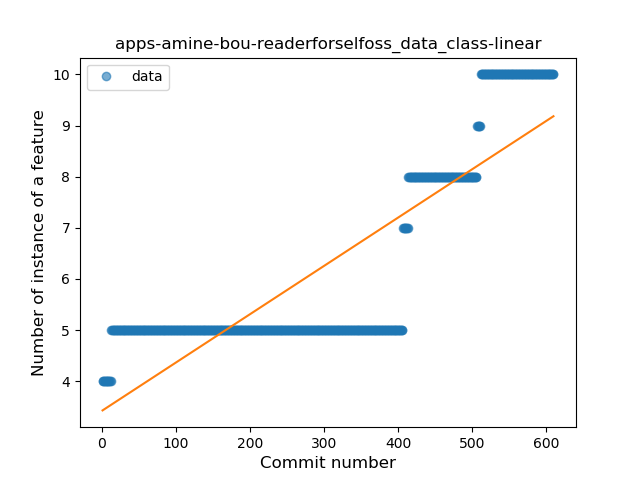 apps-amine-bou-readerforselfoss_data_class-linear
data
Number of instance of a feature
10
9
8
7
6
5
4
0 100 200 300 400 500 600
Commit number